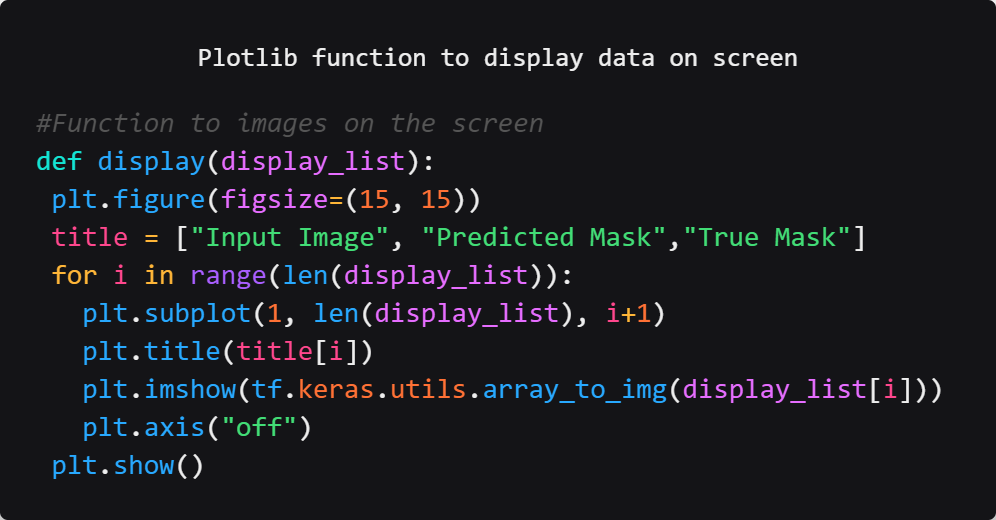 Plotlib function to display data on screen
#Function to images on the screen
def display(display_list):
 plt.figure(figsize=(15, 15))
 title = ["Input Image", "Predicted Mask","True Mask"]
 for i in range(len(display_list)):
   plt.subplot(1, len(display_list), i+1)
   plt.title(title[i])
   plt.imshow(tf.keras.utils.array_to_img(display_list[i]))
   plt.axis("off")
 plt.show()